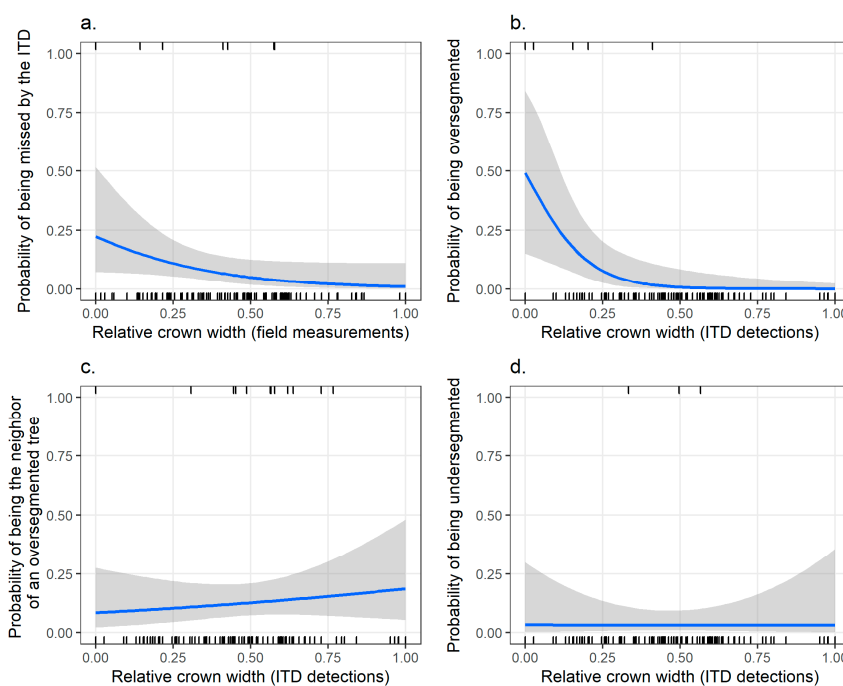 a.
Probability of being missed by the ITD
1.00
0.75
0.50
0.25
0.00
0.00 0.25 0.50 0.75 1.00
Relative crown width (field measurements)
b.
Probability of being oversegmented
1.00
0.75
0.50
0.25
0.00
0.00 0.25 0.50 0.75 1.00
Relative crown width (ITD detections)
c.
Probability of being the neighbor
of an oversegmented tree
1.00
0.75
0.50
0.25
0.00
0.00 0.25 0.50 0.75 1.00
Relative crown width (ITD detections)
d.
Probability of being undersegmented
1.00
0.75
0.50
0.25
0.00
0.00 0.25 0.50 0.75 1.00
Relative crown width (ITD detections)